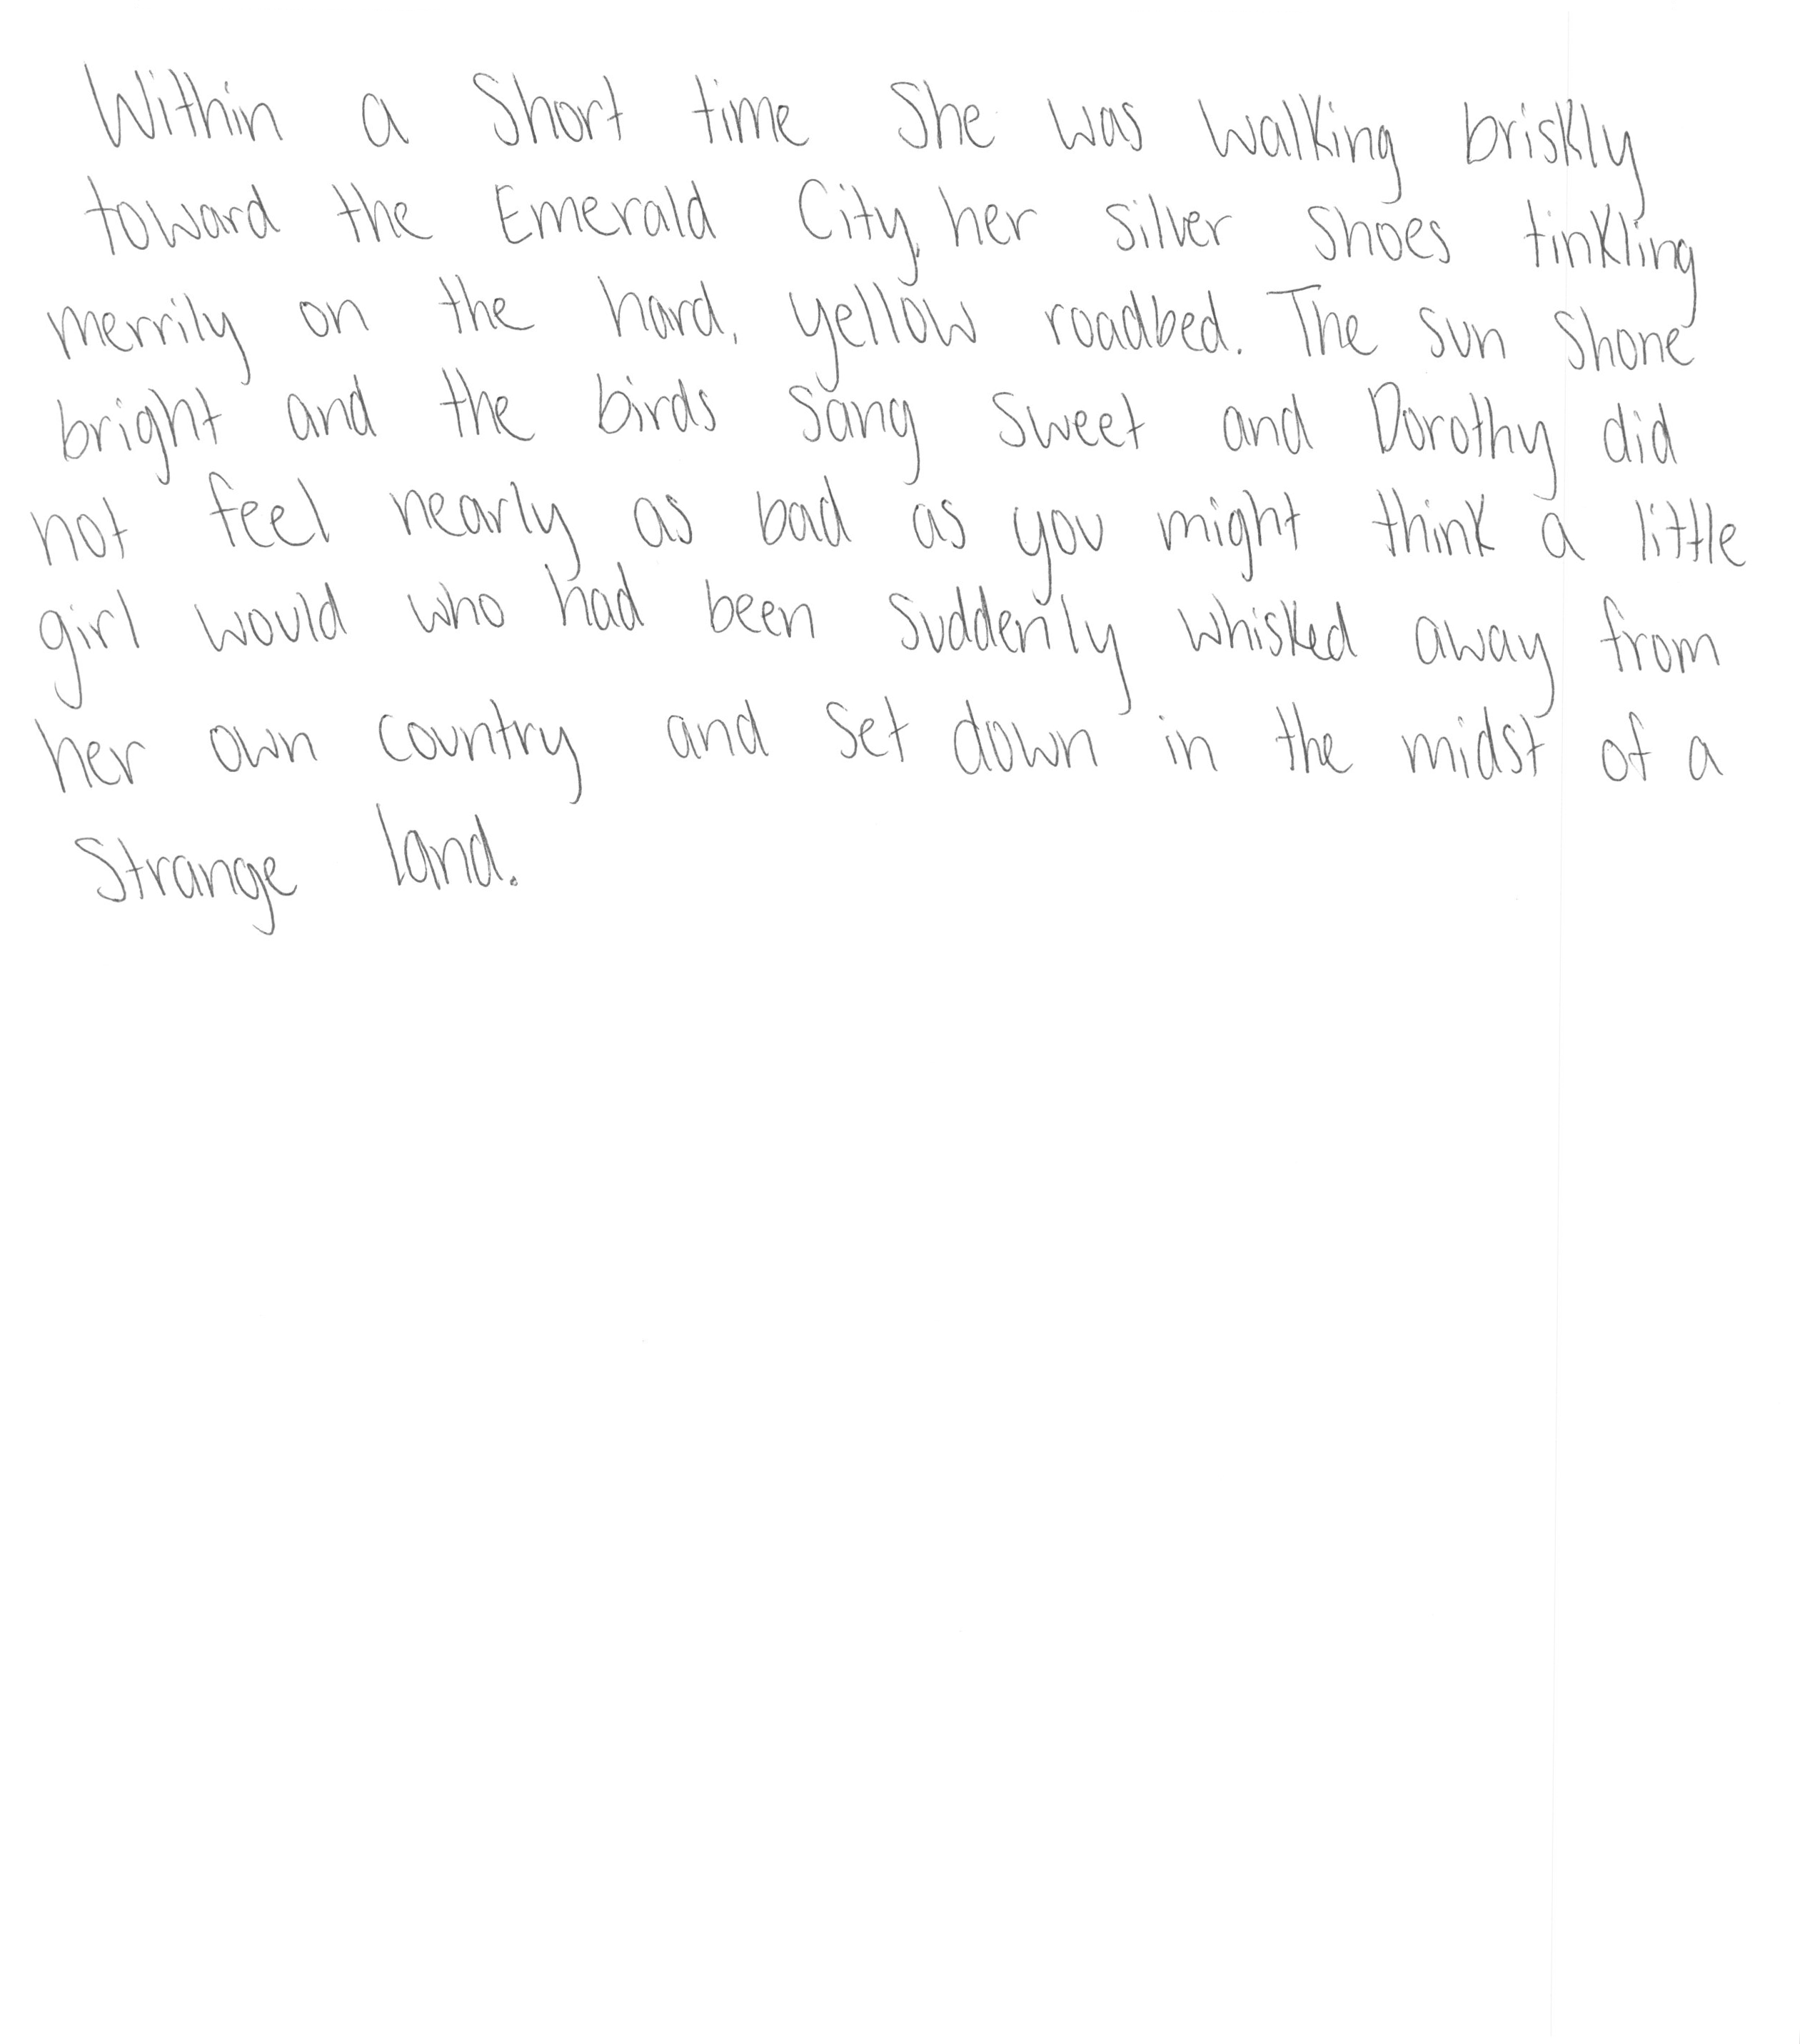 Within a short time she was walking briskly
toward the Emerald City, her silver shoes tinkling
merrily on the hard, yellow roadbed. The sun shone
bright and the birds sang sweet and Dorothy did
not feel nearly as bad as you might think a little
girl would who had been suddenly whisked away from
her own country and set down in the midst of a
strange land.